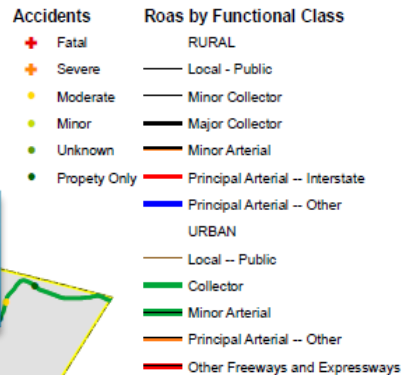 Accidents
Fatal
Severe
Moderate
Minor
Unknown
Propety Only
Roas by Functional Class
RURAL
Local - Public
Minor Collector
Major Collector
Minor Arterial
Principal Arterial -- Interstate
Principal Arterial -- Other
URBAN
Local -- Public
Collector
Minor Arterial
Principal Arterial -- Other
Other Freeways and Expressways